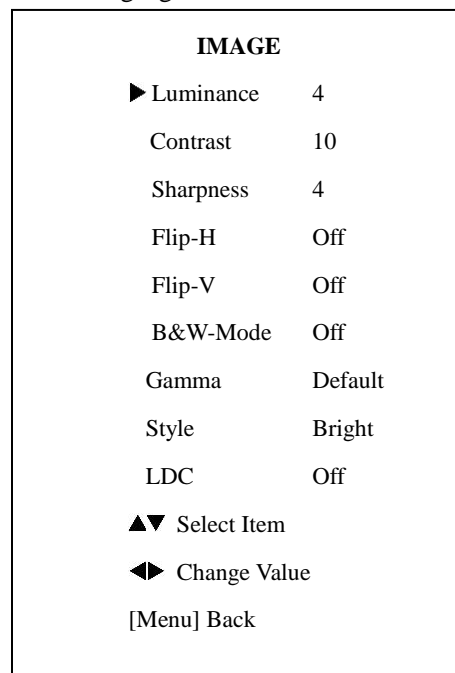 IMAGE
▶ Luminance 4
Contrast 10
Sharpness 4
Flip-H Off
Flip-V Off
B&W-Mode Off
Gamma Default
Style Bright
LDC Off
▲▼ Select Item
◀▶ Change Value
[Menu] Back